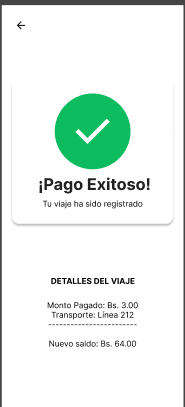 ¡Pago Exitoso!
Tu viaje ha sido registrado
DETALLES DEL VIAJE
Monto Pagado: Bs. 3.00
Transporte: Línea 212
------------------------
Nuevo saldo: Bs. 64.00